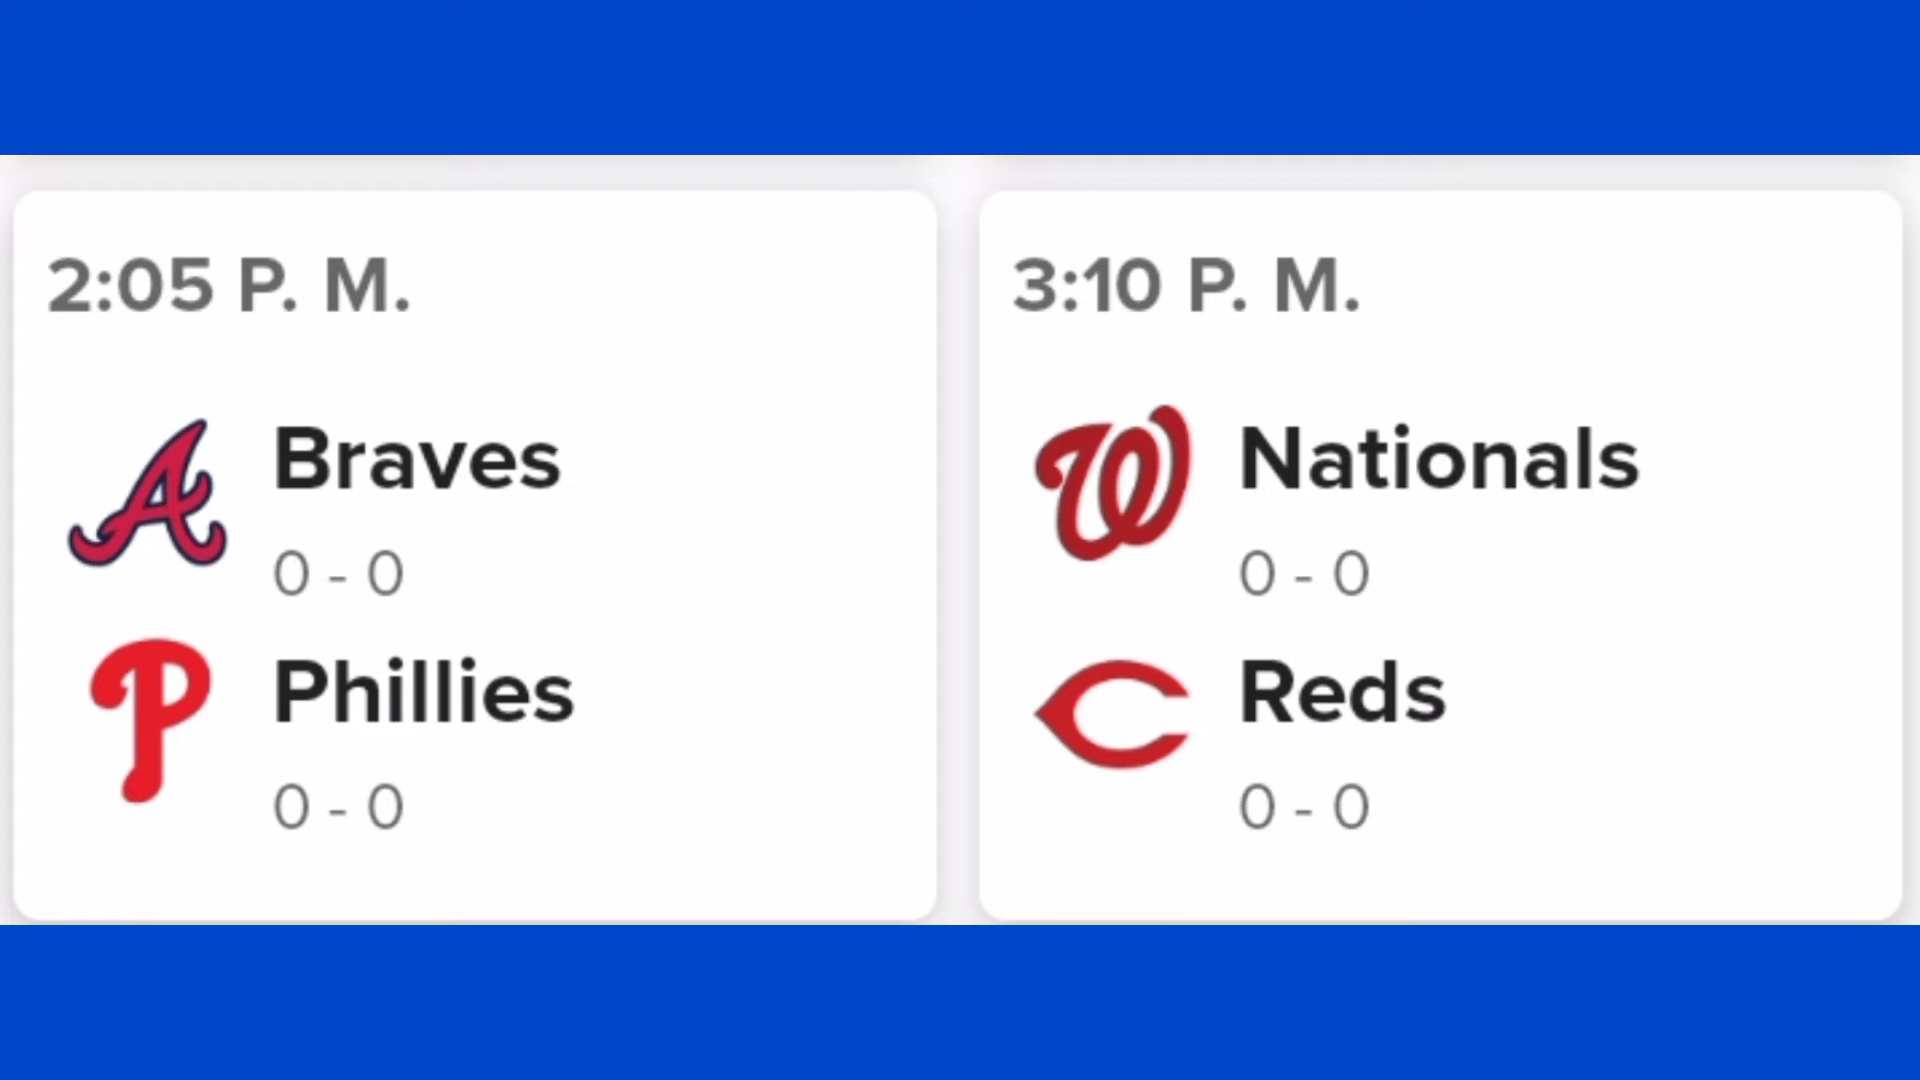 2:05 P. M.
Braves
0 - 0
Phillies
0 - 0
3:10 P. M.
Nationals
0 - 0
Reds
0 - 0